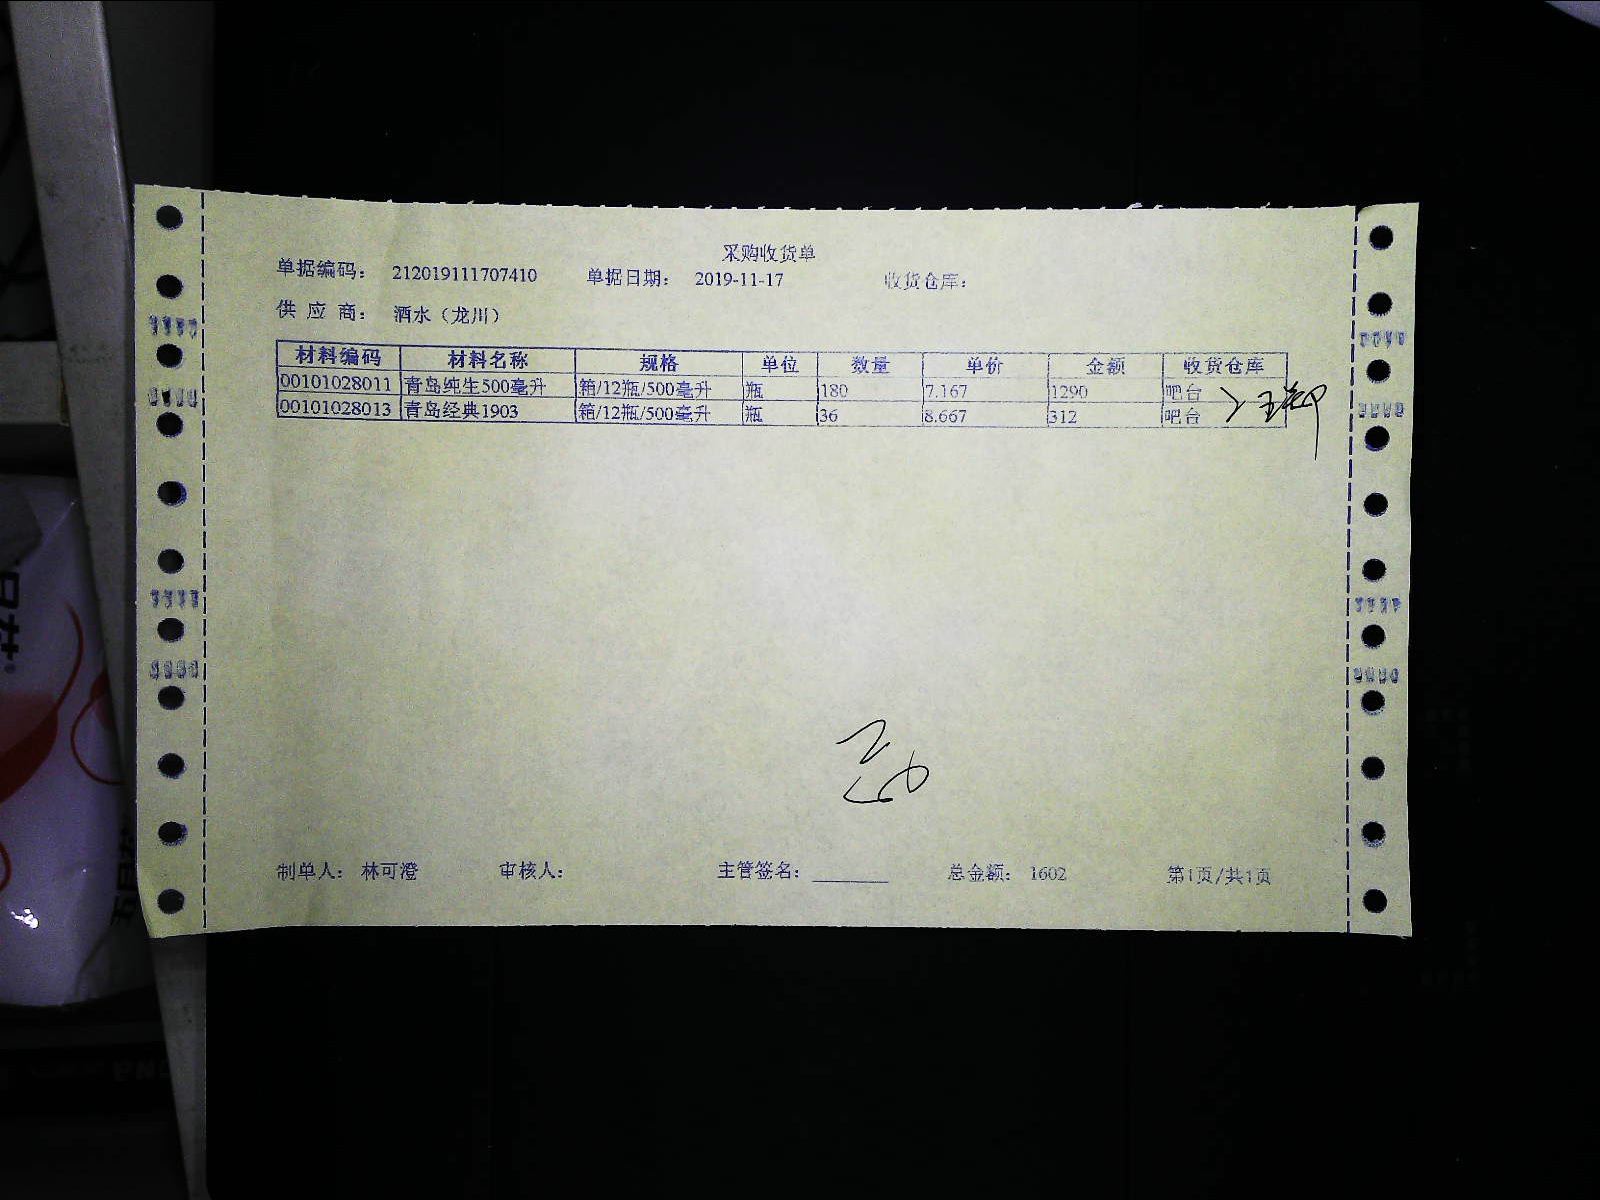 采购收货单
单据编码： 212019111707410 单据日期： 2019-11-17 收货仓库：
供 应 商： 酒水（龙川）
材料编码 材料名称 规格 单位 数量 单价 金额 收货仓库
00101028011 青岛纯生500毫升 箱/12瓶/500毫升 瓶 180 7.167 1290 吧台
00101028013 青岛经典1903 箱/12瓶/500毫升 瓶 36 8.667 312 吧台
制单人： 林可澄 审核人： 主管签名： 总金额： 1602 第1页/共1页